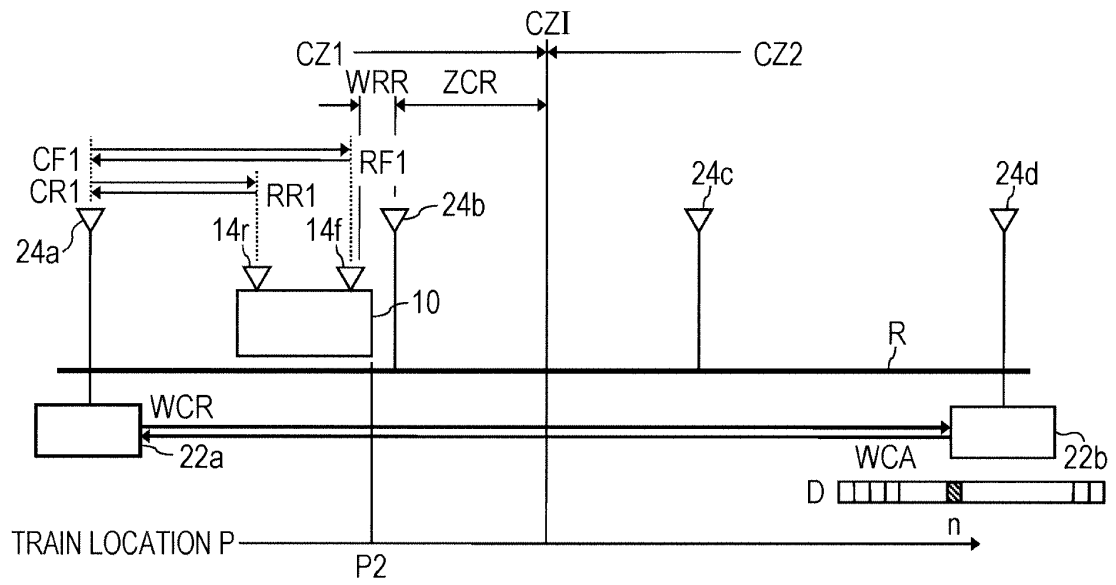 CZI
CZ1
CZ2
WRR
ZCR
CF1
RF1
CR1
RR1
24a
14r
14f
24b
24c
24d
10
R
WCR
22a
WCA
22b
D
n
TRAIN LOCATION P
P2